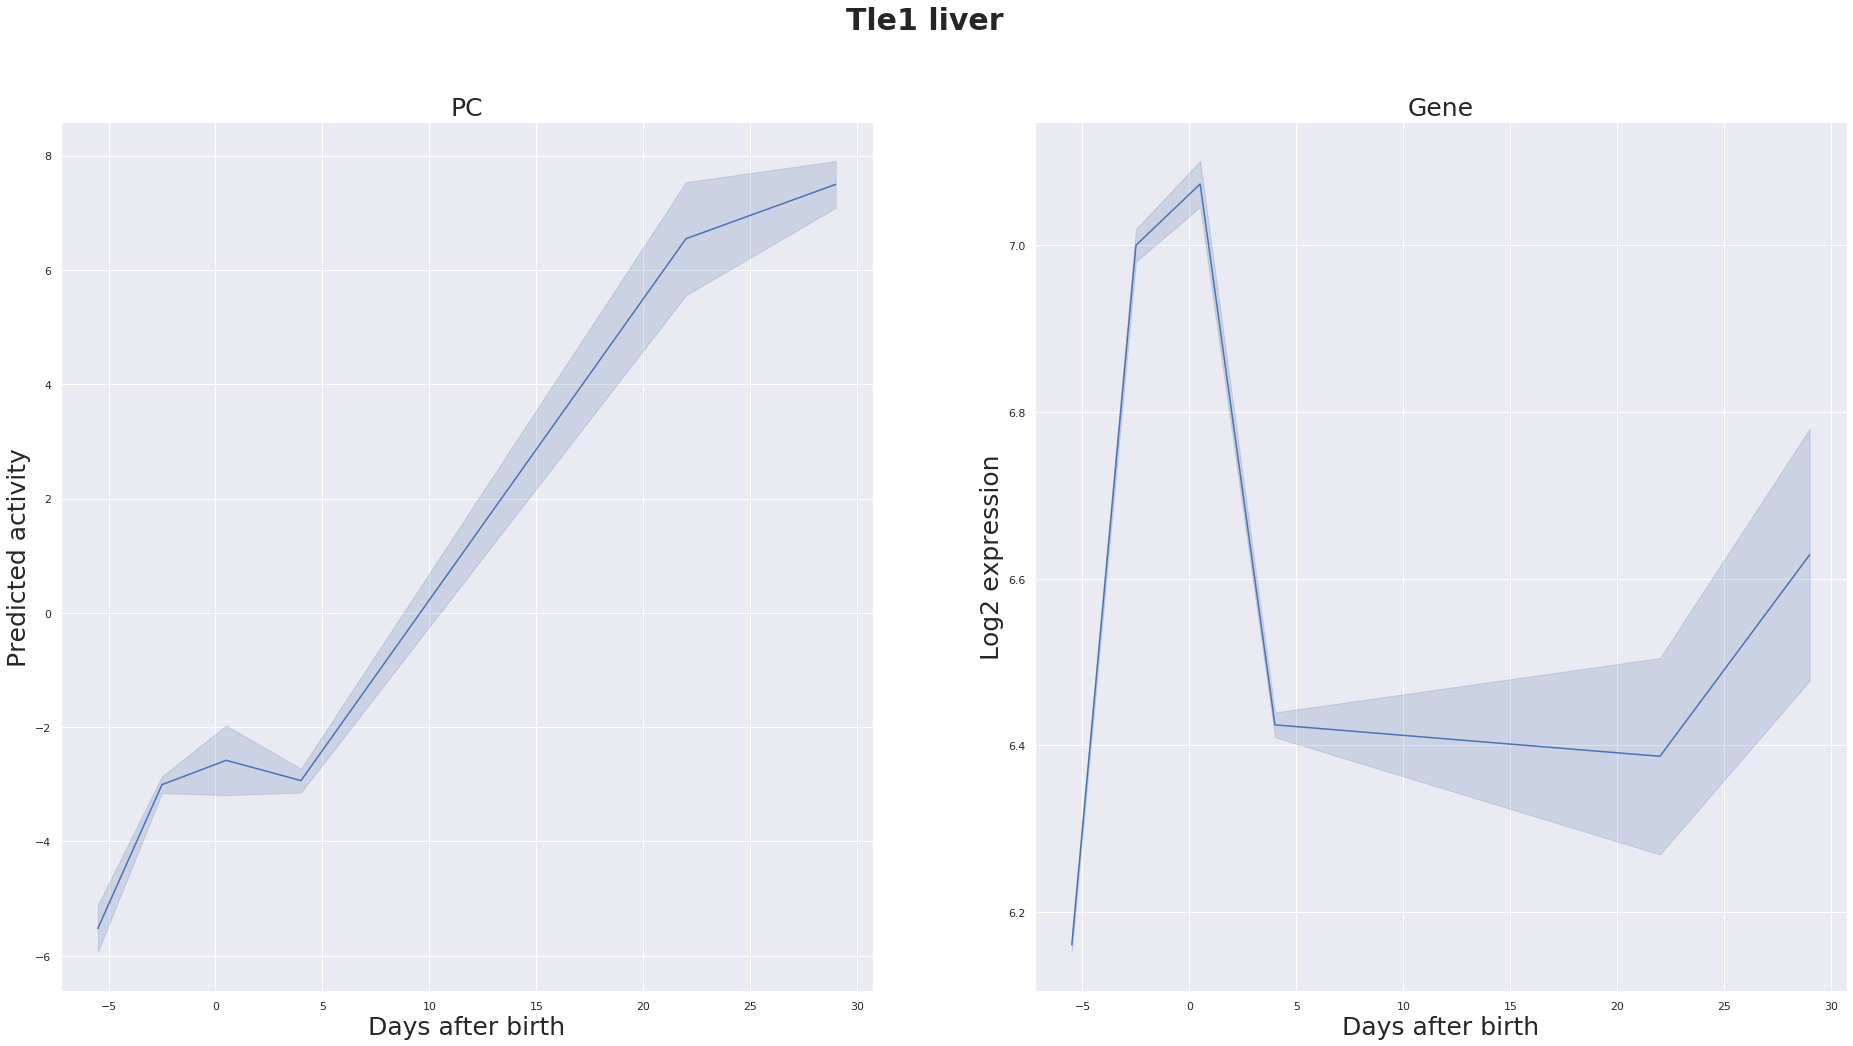 Tle1 liver
PC
Predicted activity
8
6
4
2
0
−2
−4
−6
−5 0 5 10 15 20 25 30
Days after birth
Gene
Log2 expression
7.0
6.8
6.6
6.4
6.2
−5 0 5 10 15 20 25 30
Days after birth